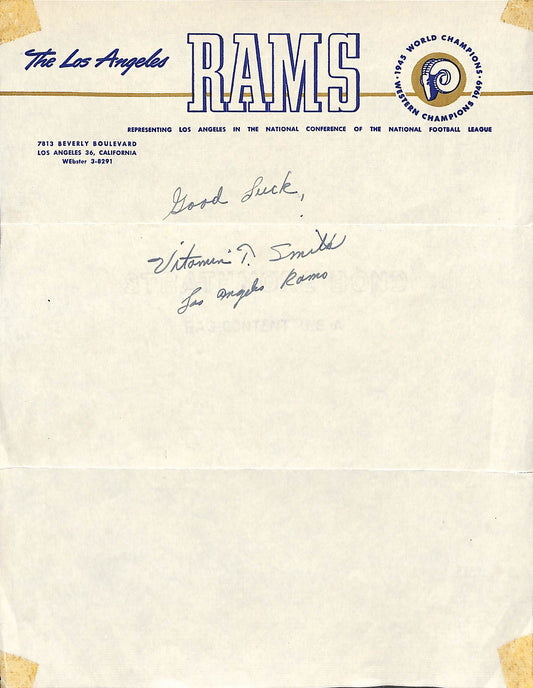 The Los Angeles RAMS
1945 WORLD CHAMPIONS
WESTERN CHAMPIONS 1949
REPRESENTING LOS ANGELES IN THE NATIONAL CONFERENCE OF THE NATIONAL FOOTBALL LEAGUE
7813 BEVERLY BOULEVARD
LOS ANGELES 36, CALIFORNIA
WEbster 3-8291
Good Luck,
Vitamin T. Smith
Los Angeles Rams